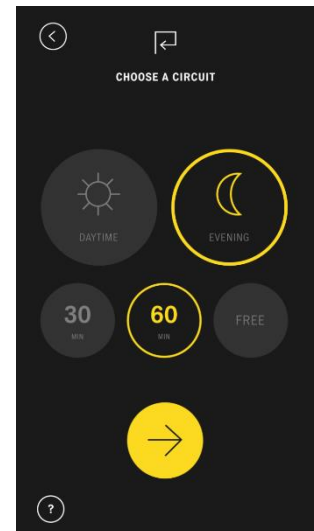 CHOOSE A CIRCUIT
DAYTIME
EVENING
30
MIN
60
MIN
FREE
?